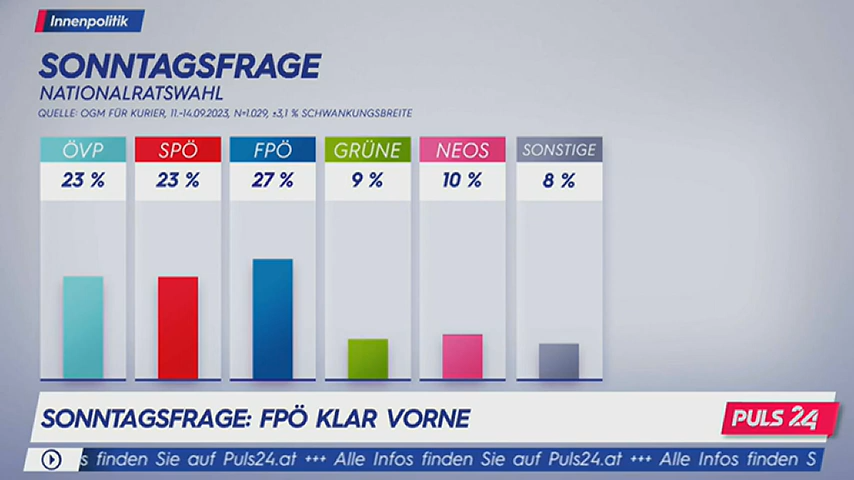 Innenpolitik
SONNTAGSFRAGE
NATIONALRATSWAHL
QUELLE: OGM FÜR KURIER, 11.-14.09.2023, N=1.029, ±3,1 % SCHWANKUNGSBREITE
ÖVP SPÖ FPÖ GRÜNE NEOS SONSTIGE
23 % 23 % 27 % 9 % 10 % 8 %
SONNTAGSFRAGE: FPÖ KLAR VORNE
PULS 24
s finden Sie auf Puls24.at +++ Alle Infos finden Sie auf Puls24.at +++ Alle Infos finden S